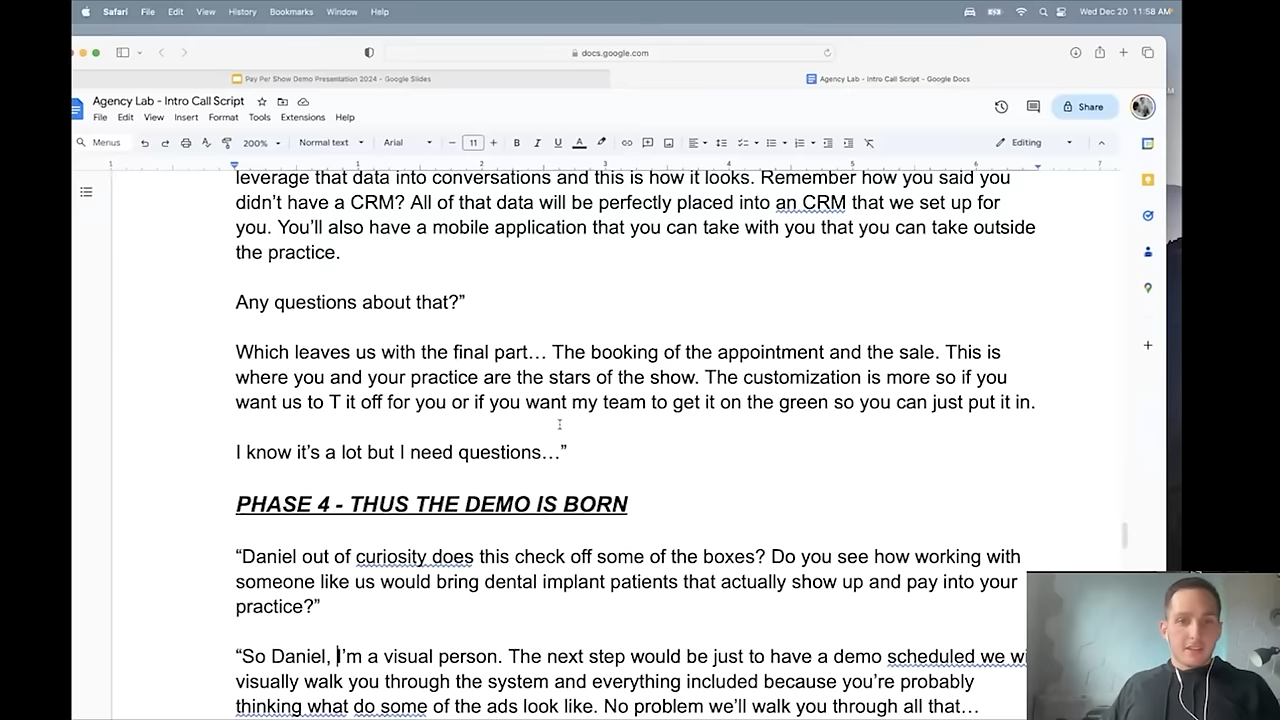 Safari File Edit View History Bookmarks Window Help Wed Dec 20 11:58 AM
docs.google.com
Pay Per Show Demo Presentation 2024 - Google Slides Agency Lab - Intro Call Script - Google Docs
Agency Lab - Intro Call Script
File Edit View Insert Format Tools Extensions Help
Share
Menus 200% Normal text Arial 11 B I U A Editing
1 1 2 3 4 5 6 7
leverage that data into conversations and this is how it looks. Remember how you said you
didn’t have a CRM? All of that data will be perfectly placed into an CRM that we set up for
you. You’ll also have a mobile application that you can take with you that you can take outside
the practice.
Any questions about that?”
Which leaves us with the final part… The booking of the appointment and the sale. This is
where you and your practice are the stars of the show. The customization is more so if you
want us to T it off for you or if you want my team to get it on the green so you can just put it in.
I know it’s a lot but I need questions…”
PHASE 4 - THUS THE DEMO IS BORN
“Daniel out of curiosity does this check off some of the boxes? Do you see how working with
someone like us would bring dental implant patients that actually show up and pay into your
practice?”
“So Daniel, I’m a visual person. The next step would be just to have a demo scheduled we wi
visually walk you through the system and everything included because you’re probably
thinking what do some of the ads look like. No problem we’ll walk you through all that…